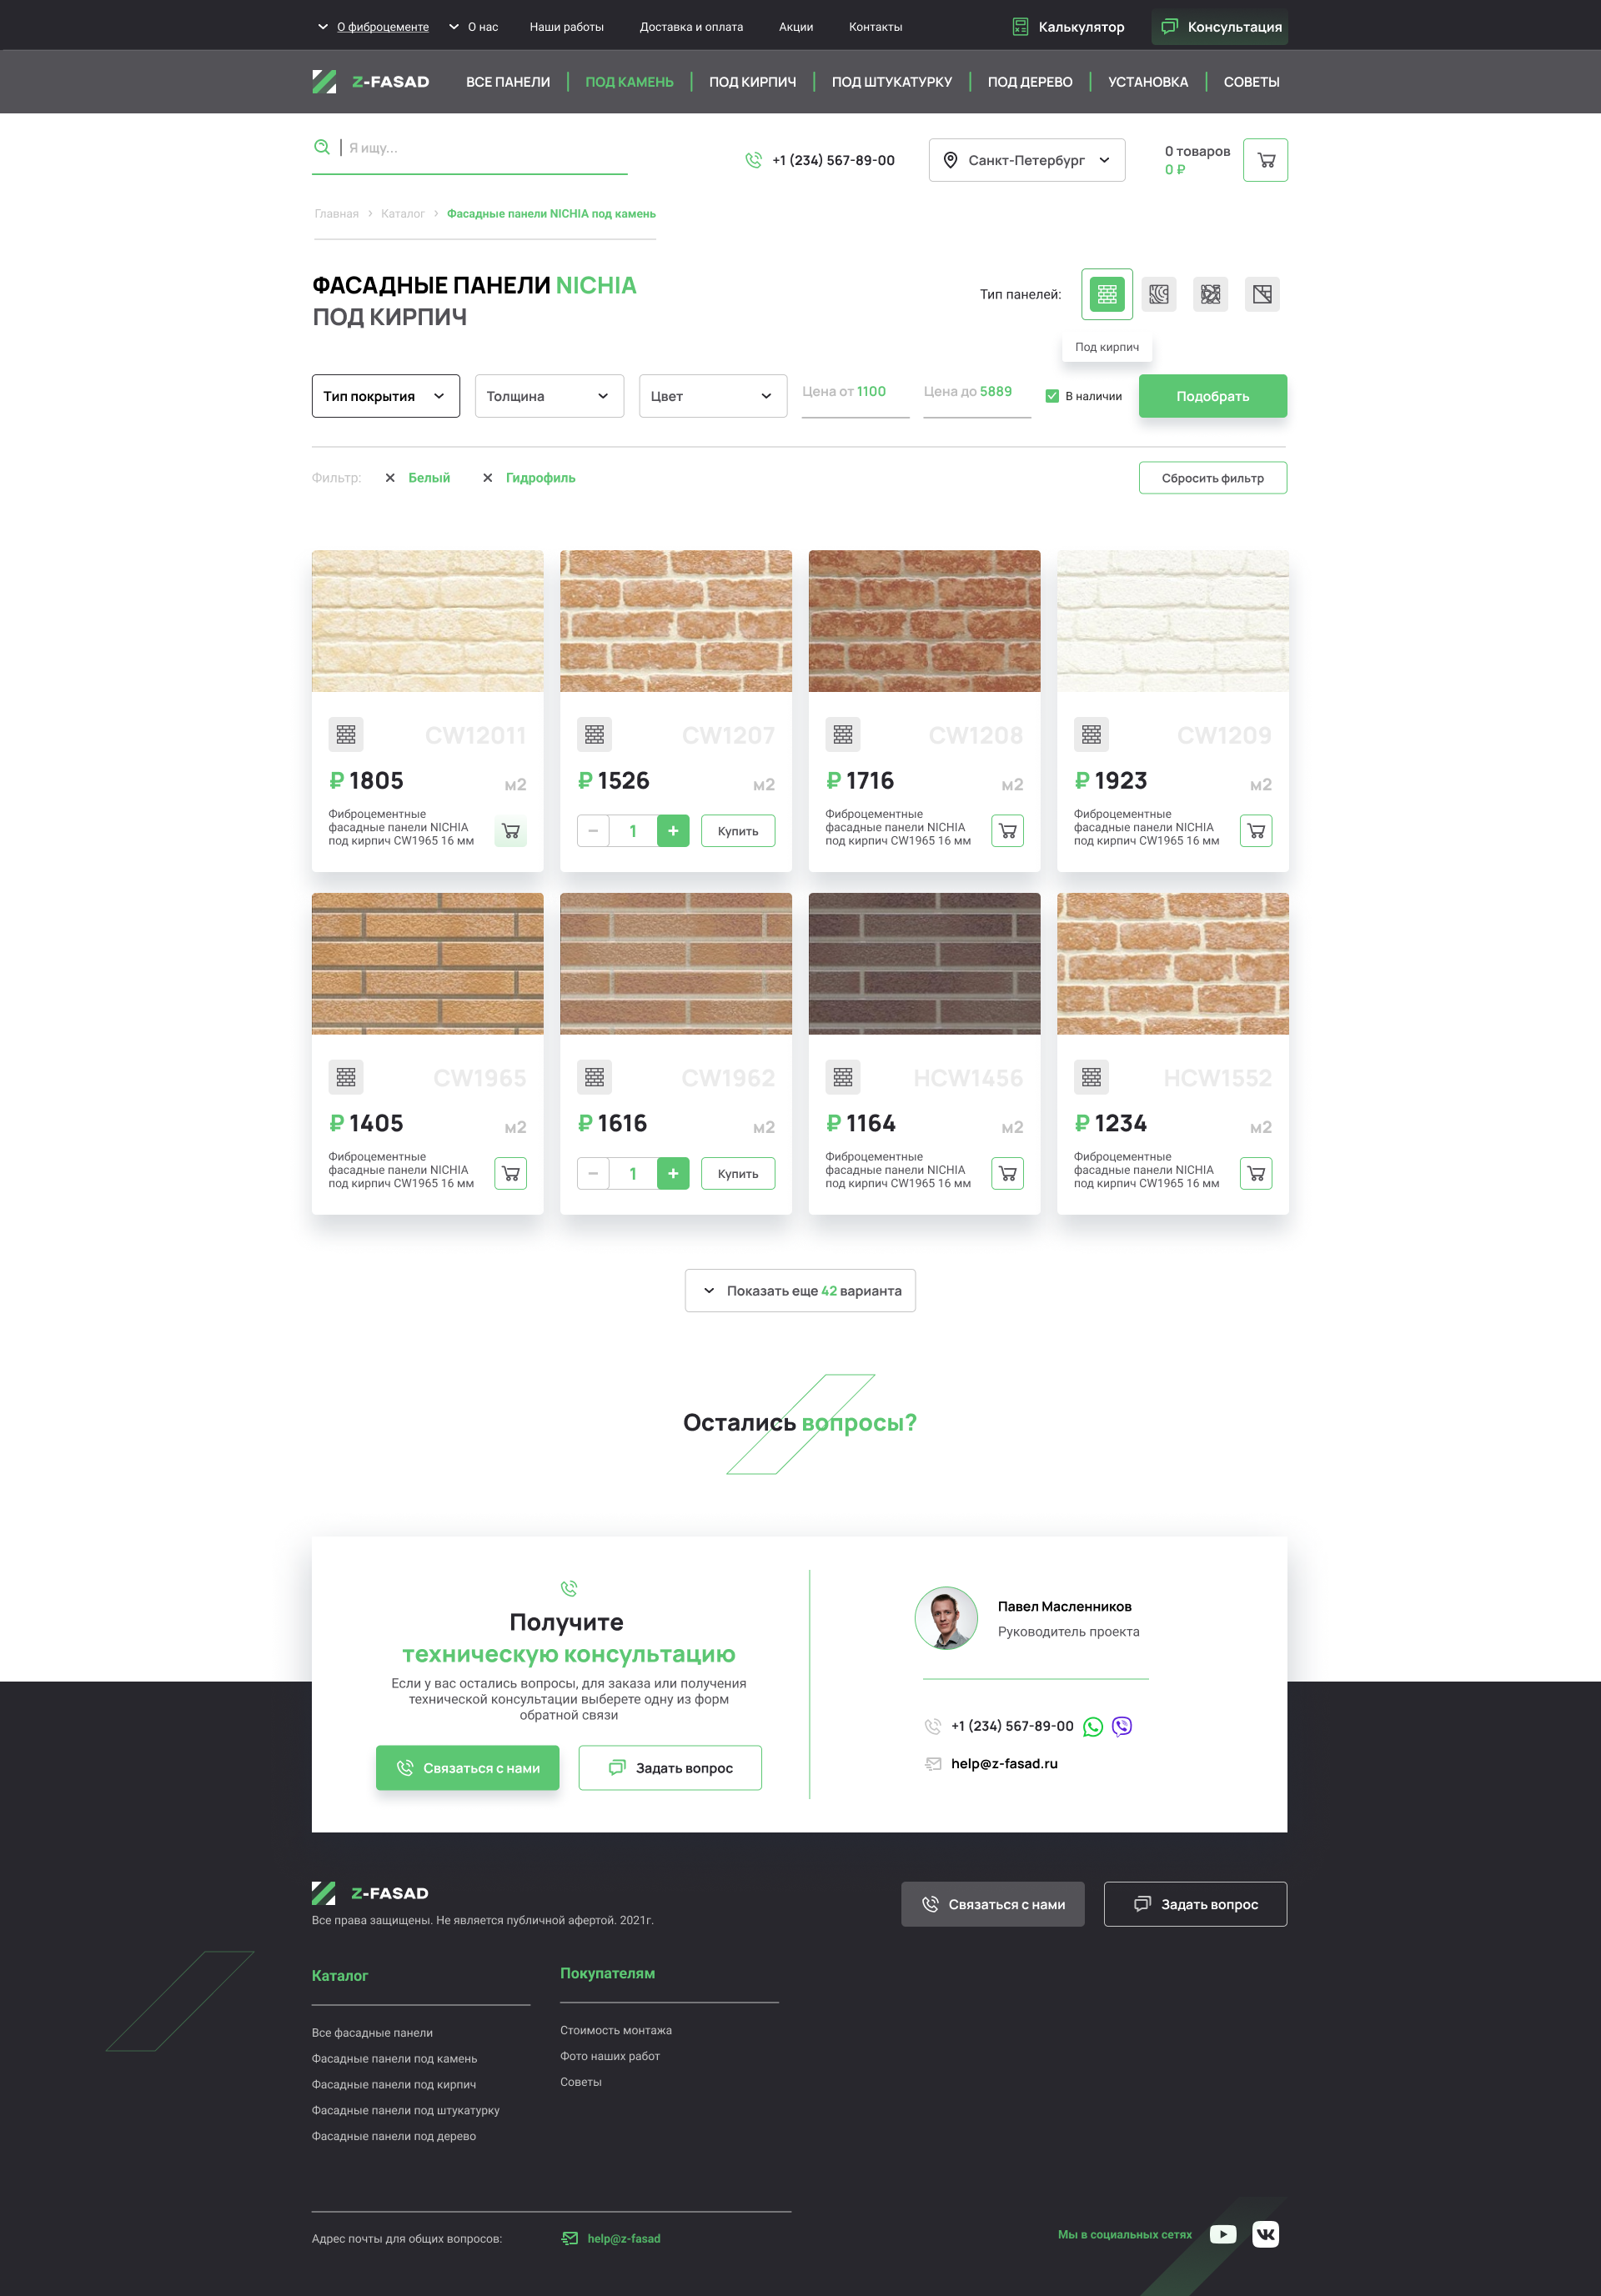 О фиброцементе
О нас
Наши работы
Доставка и оплата
Акции
Контакты
Калькулятор
Консультация
Z-FASAD
ВСЕ ПАНЕЛИ
ПОД КАМЕНЬ
ПОД КИРПИЧ
ПОД ШТУКАТУРКУ
ПОД ДЕРЕВО
УСТАНОВКА
СОВЕТЫ
Я ищу...
+1 (234) 567-89-00
Санкт-Петербург
0 товаров
0 ₽
Главная
Каталог
Фасадные панели NICHIA под камень
ФАСАДНЫЕ ПАНЕЛИ NICHIA
ПОД КИРПИЧ
Тип панелей:
Под кирпич
Тип покрытия
Толщина
Цвет
Цена от 1100
Цена до 5889
В наличии
Подобрать
Фильтр:
Белый
Гидрофиль
Сбросить фильтр
CW12011
₽ 1805
м2
Фиброцементные
фасадные панели NICHIA
под кирпич CW1965 16 мм
CW1207
₽ 1526
м2
1
Купить
CW1208
₽ 1716
м2
Фиброцементные
фасадные панели NICHIA
под кирпич CW1965 16 мм
CW1209
₽ 1923
м2
Фиброцементные
фасадные панели NICHIA
под кирпич CW1965 16 мм
CW1965
₽ 1405
м2
Фиброцементные
фасадные панели NICHIA
под кирпич CW1965 16 мм
CW1962
₽ 1616
м2
1
Купить
HCW1456
₽ 1164
м2
Фиброцементные
фасадные панели NICHIA
под кирпич CW1965 16 мм
HCW1552
₽ 1234
м2
Фиброцементные
фасадные панели NICHIA
под кирпич CW1965 16 мм
Показать еще 42 варианта
Остались вопросы?
Получите
техническую консультацию
Если у вас остались вопросы, для заказа или получения
технической консультации выберете одну из форм
обратной связи
Связаться с нами
Задать вопрос
Павел Масленников
Руководитель проекта
+1 (234) 567-89-00
help@z-fasad.ru
Z-FASAD
Все права защищены. Не является публичной афертой. 2021г.
Связаться с нами
Задать вопрос
Каталог
Все фасадные панели
Фасадные панели под камень
Фасадные панели под кирпич
Фасадные панели под штукатурку
Фасадные панели под дерево
Покупателям
Стоимость монтажа
Фото наших работ
Советы
Адрес почты для общих вопросов:
help@z-fasad
Мы в социальных сетях